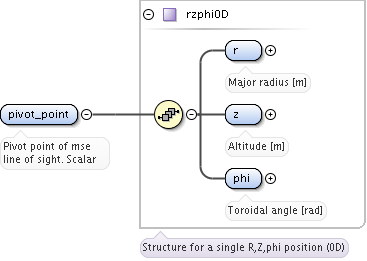 rzphi0D
r
Major radius [m]
pivot_point
z
Pivot point of mse
line of sight. Scalar
Altitude [m]
phi
Toroidal angle [rad]
Structure for a single R,Z,phi position (0D)